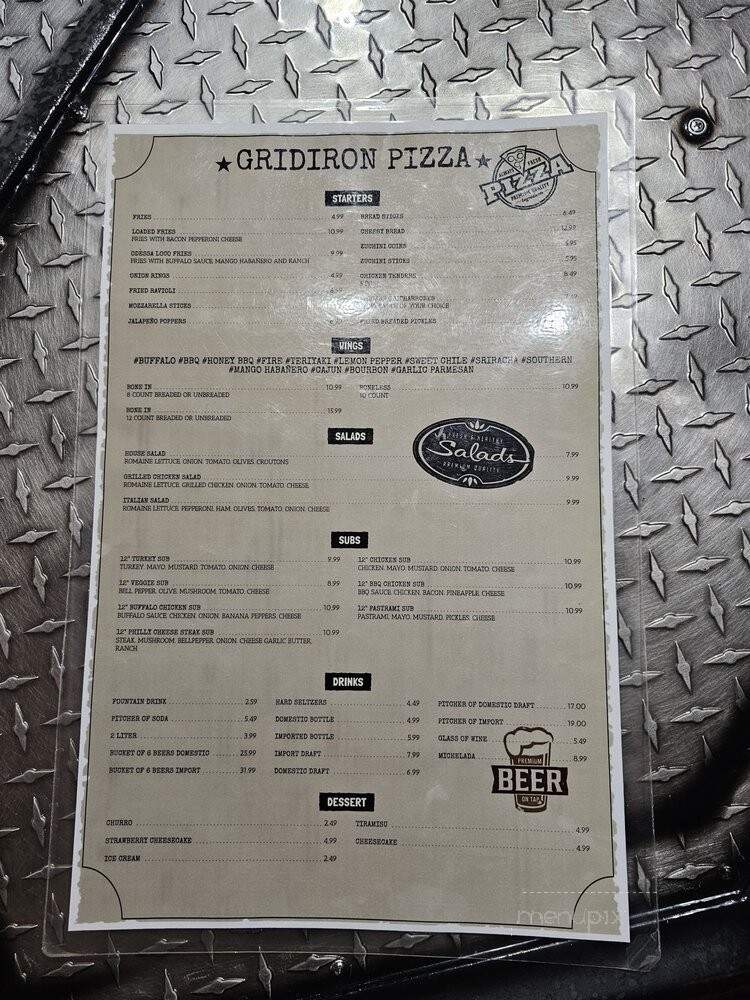 ★GRIDIRON PIZZA★
ALWAYS FRESH
PIZZA
PREMIUM QUALITY
STARTERS
FRIES 4.99
LOADED FRIES 10.99
FRIES WITH BACON PEPPERONI CHEESE
ODESSA LOCO FRIES 9.99
FRIES WITH BUFFALO SAUCE, MANGO HABANERO AND RANCH
ONION RINGS 4.99
FRIED RAVIOLI
MOZZARELLA STICKS
JALAPEÑO POPPERS
BREAD STICKS 6.49
CHEESY BREAD 12.99
ZUCHINI COINS 5.95
ZUCHINI STICKS 5.95
CHICKEN TENDERS 8.49
OF YOUR CHOICE
BREADED PICKLES
WINGS
#BUFFALO #BBQ #HONEY BBQ #FIRE #TERIYAKI #LEMON PEPPER #SWEET CHILE #SRIRACHA #SOUTHERN
#MANGO HABAÑERO #CAJUN #BOURBON #GARLIC PARMESAN
BONE IN 10.99
8 COUNT BREADED OR UNBREADED
BONE IN 15.99
12 COUNT BREADED OR UNBREADED
BONELESS 10.99
10 COUNT
SALADS
FRESH & HEALTHY
Salads
PREMIUM QUALITY
HOUSE SALAD 7.99
ROMAINE LETTUCE, ONION, TOMATO, OLIVES, CROUTONS
GRILLED CHICKEN SALAD 9.99
ROMAINE LETTUCE, GRILLED CHICKEN, ONION, TOMATO, CHEESE
ITALIAN SALAD 9.99
ROMAINE LETTUCE, PEPPERONI, HAM, OLIVES, TOMATO, ONION, CHEESE
SUBS
12" TURKEY SUB 9.99
TURKEY, MAYO, MUSTARD, TOMATO, ONION, CHEESE
12" VEGGIE SUB 8.99
BELL PEPPER, OLIVE, MUSHROOM, TOMATO, CHEESE
12" BUFFALO CHICKEN SUB 10.99
BUFFALO SAUCE, CHICKEN, ONION, BANANA PEPPERS, CHEESE
12" PHILLY CHEESE STEAK SUB 10.99
STEAK, MUSHROOM, BELLPEPPER, ONION, CHEESE GARLIC BUTTER,
RANCH
12" CHICKEN SUB 10.99
CHICKEN, MAYO, MUSTARD, ONION, TOMATO, CHEESE
12" BBQ CHICKEN SUB 10.99
BBQ SAUCE, CHICKEN, BACON, PINEAPPLE, CHEESE
12" PASTRAMI SUB 10.99
PASTRAMI, MAYO, MUSTARD, PICKLES, CHEESE
DRINKS
FOUNTAIN DRINK 2.59
PITCHER OF SODA 5.49
2 LITER 3.99
BUCKET OF 6 BEERS DOMESTIC 25.99
BUCKET OF 6 BEERS IMPORT 31.99
HARD SELTZERS 4.49
DOMESTIC BOTTLE 4.99
IMPORTED BOTTLE 5.99
IMPORT DRAFT 7.99
DOMESTIC DRAFT 6.99
PITCHER OF DOMESTIC DRAFT 17.00
PITCHER OF IMPORT 19.00
GLASS OF WINE 5.49
MICHELADA 8.99
PREMIUM
BEER
ON TAP
DESSERT
CHURRO 2.49
STRAWBERRY CHEESECAKE 4.99
ICE CREAM 2.49
TIRAMISU 4.99
CHEESECAKE 4.99
menupix